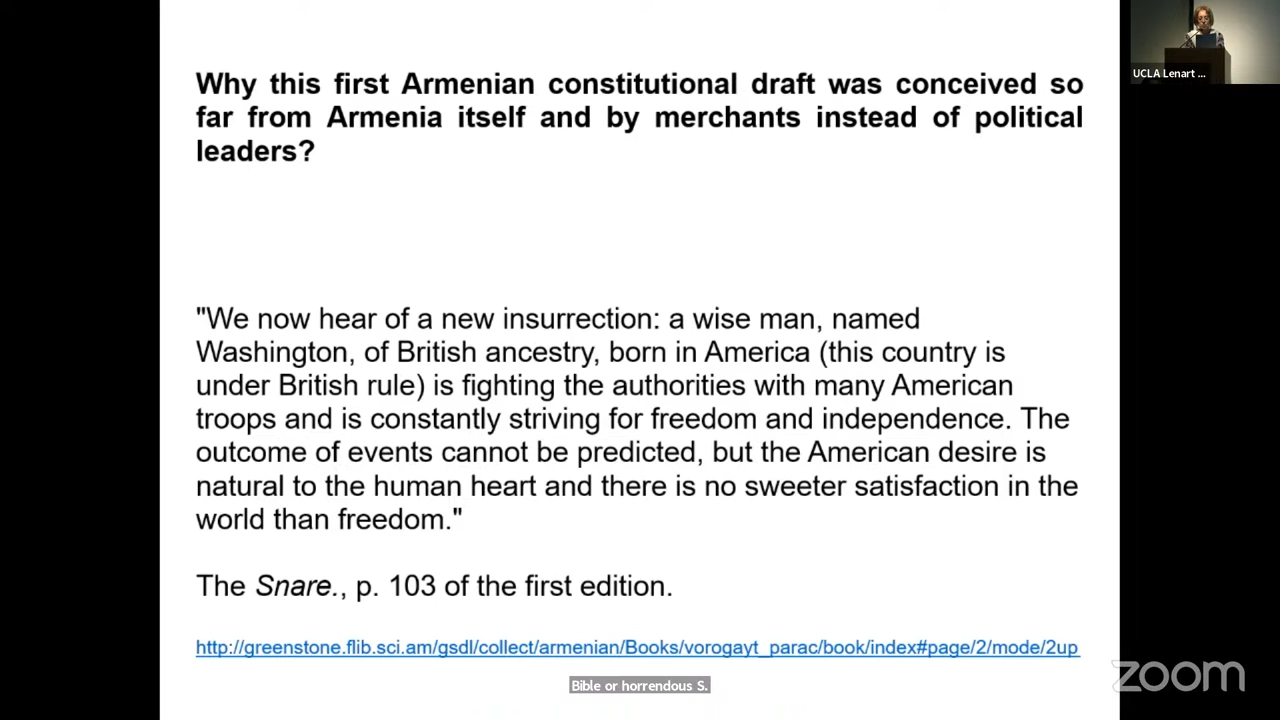 UCLA Lenart ...
Why this first Armenian constitutional draft was conceived so
far from Armenia itself and by merchants instead of political
leaders?
"We now hear of a new insurrection: a wise man, named
Washington, of British ancestry, born in America (this country is
under British rule) is fighting the authorities with many American
troops and is constantly striving for freedom and independence. The
outcome of events cannot be predicted, but the American desire is
natural to the human heart and there is no sweeter satisfaction in the
world than freedom."
The Snare., p. 103 of the first edition.
http://greenstone.flib.sci.am/gsdl/collect/armenian/Books/vorogayt_parac/book/index#page/2/mode/2up
Bible or horrendous S.
zoom